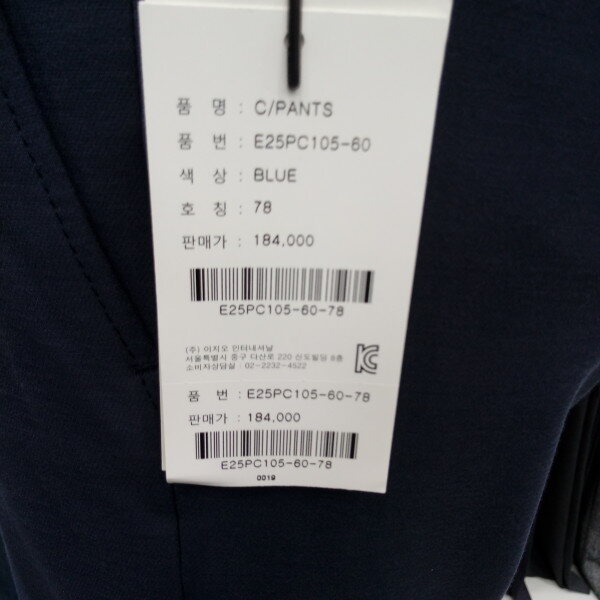 품 명 : C/PANTS
품 번 : E25PC105-60
색 상 : BLUE
호 칭 : 78
판매가 : 184,000
E25PC105-60-78
(주) 이지오 인터내셔날
서울특별시 중구 다산로 220 신도빌딩 8층
소비자상담실 : 02-2232-4522
품 번 : E25PC105-60-78
판매가 : 184,000
E25PC105-60-78
0019